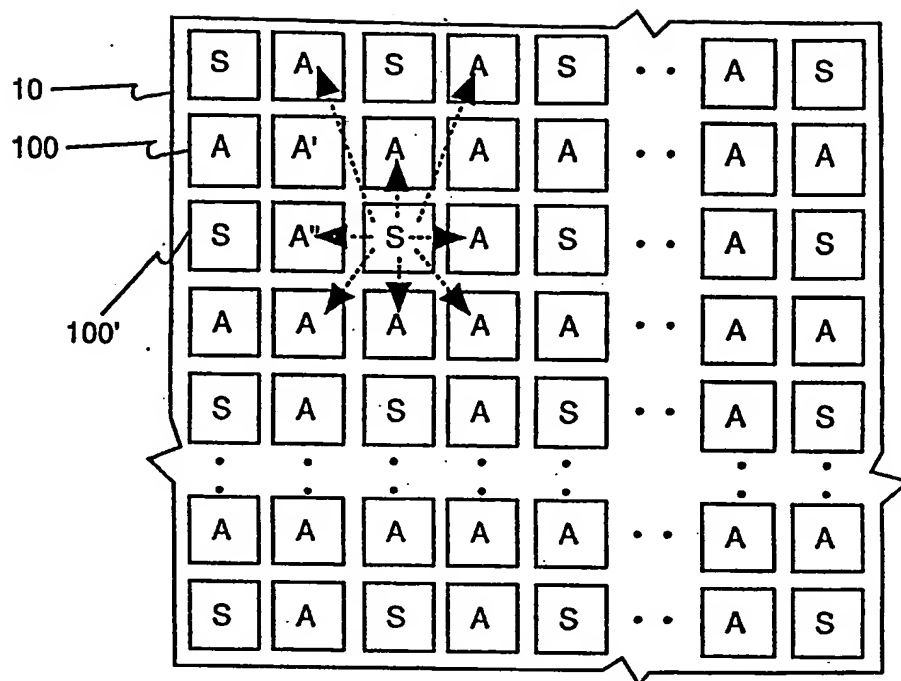 S A S A S · · A S
10
100 A A' A A A · · A A
S A" S A S · · A S
100' A A A A A · · A A
S A S A S · · A S
A A A A A · · A A
S A S A S · · A S